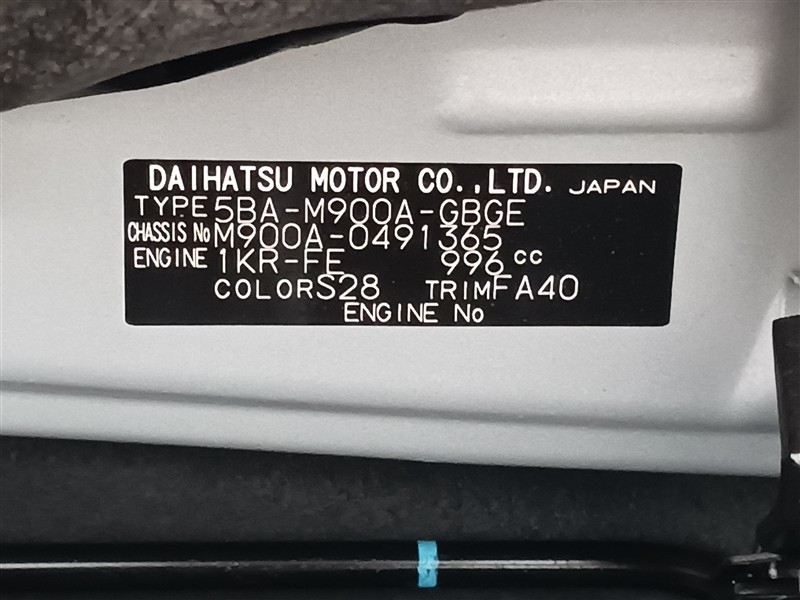 DAIHATSU MOTOR CO.,LTD. JAPAN
TYPE 5BA-M900A-GBGE
CHASSIS No M900A-0491365
ENGINE 1KR-FE 996 cc
COLOR S28 TRIM FA40
ENGINE No